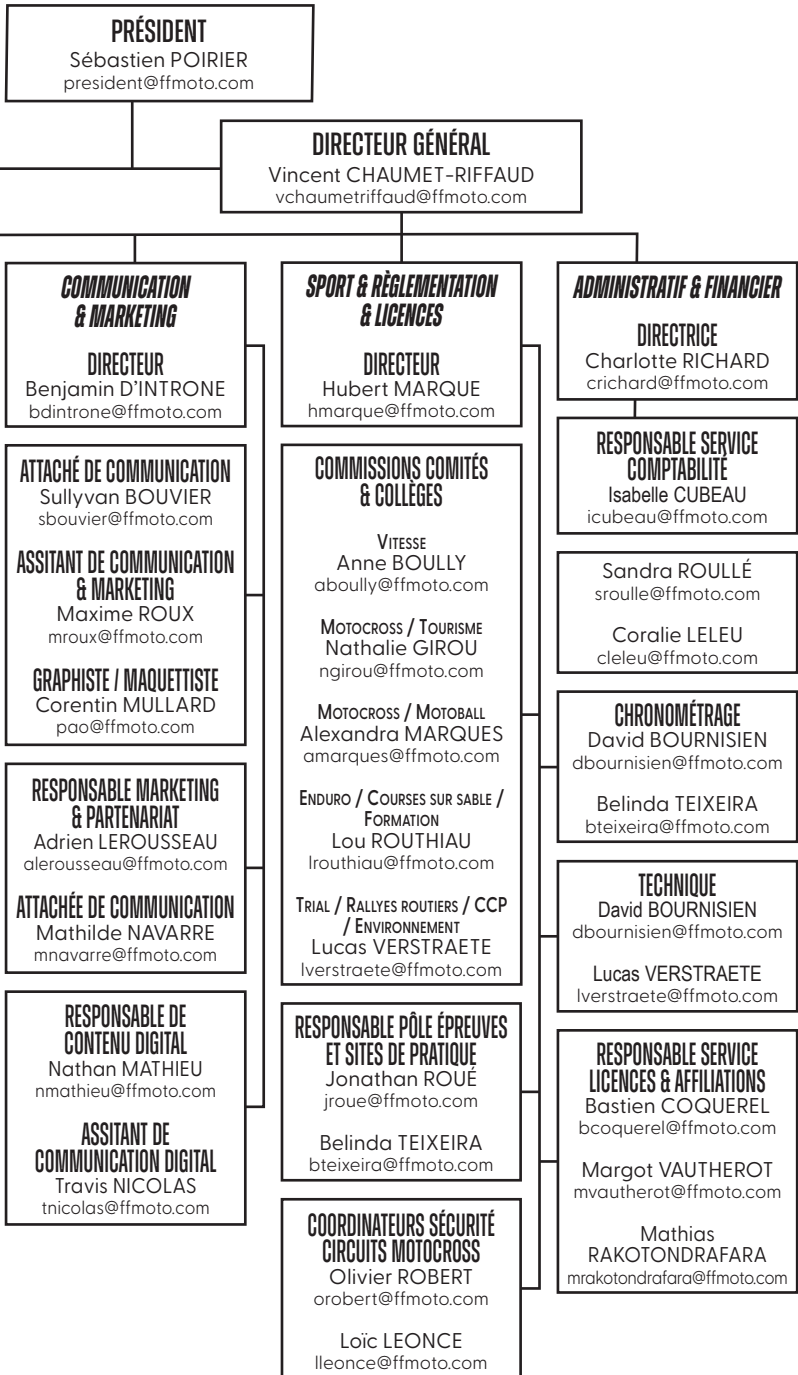 PRÉSIDENT
Sébastien POIRIER
president@ffmoto.com
DIRECTEUR GÉNÉRAL
Vincent CHAUMET-RIFFAUD
vchaumetriffaud@ffmoto.com
COMMUNICATION
& MARKETING
DIRECTEUR
Benjamin D'INTRONE
bdintrone@ffmoto.com
ATTACHÉ DE COMMUNICATION
Sullyvan BOUVIER
sbouvier@ffmoto.com
ASSITANT DE COMMUNICATION
& MARKETING
Maxime ROUX
mroux@ffmoto.com
GRAPHISTE / MAQUETTISTE
Corentin MULLARD
pao@ffmoto.com
RESPONSABLE MARKETING
& PARTENARIAT
Adrien LEROUSSEAU
alerousseau@ffmoto.com
ATTACHÉE DE COMMUNICATION
Mathilde NAVARRE
mnavarre@ffmoto.com
RESPONSABLE DE
CONTENU DIGITAL
Nathan MATHIEU
nmathieu@ffmoto.com
ASSITANT DE
COMMUNICATION DIGITAL
Travis NICOLAS
tnicolas@ffmoto.com
SPORT & RÈGLEMENTATION
& LICENCES
DIRECTEUR
Hubert MARQUE
hmarque@ffmoto.com
COMMISSIONS COMITÉS
& COLLÈGES
VITESSE
Anne BOULLY
aboully@ffmoto.com
MOTOCROSS / TOURISME
Nathalie GIROU
ngirou@ffmoto.com
MOTOCROSS / MOTOBALL
Alexandra MARQUES
amarques@ffmoto.com
ENDURO / COURSES SUR SABLE /
FORMATION
Lou ROUTHIAU
lrouthiau@ffmoto.com
TRIAL / RALLYES ROUTIERS / CCP
/ ENVIRONNEMENT
Lucas VERSTRAETE
lverstraete@ffmoto.com
RESPONSABLE PÔLE ÉPREUVES
ET SITES DE PRATIQUE
Jonathan ROUÉ
jroue@ffmoto.com
Belinda TEIXEIRA
bteixeira@ffmoto.com
COORDINATEURS SÉCURITÉ
CIRCUITS MOTOCROSS
Olivier ROBERT
orobert@ffmoto.com
Loïc LEONCE
lleonce@ffmoto.com
ADMINISTRATIF & FINANCIER
DIRECTRICE
Charlotte RICHARD
crichard@ffmoto.com
RESPONSABLE SERVICE
COMPTABILITÉ
Isabelle CUBEAU
icubeau@ffmoto.com
Sandra ROULLÉ
sroulle@ffmoto.com
Coralie LELEU
cleleu@ffmoto.com
CHRONOMÉTRAGE
David BOURNISIEN
dbournisien@ffmoto.com
Belinda TEIXEIRA
bteixeira@ffmoto.com
TECHNIQUE
David BOURNISIEN
dbournisien@ffmoto.com
Lucas VERSTRAETE
lverstraete@ffmoto.com
RESPONSABLE SERVICE
LICENCES & AFFILIATIONS
Bastien COQUEREL
bcoquerel@ffmoto.com
Margot VAUTHEROT
mvautherot@ffmoto.com
Mathias
RAKOTONDRAFARA
mrakotondrafara@ffmoto.com